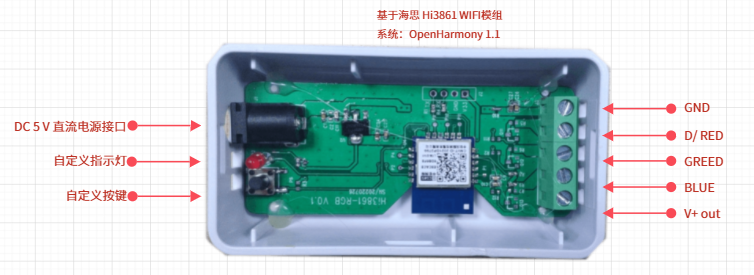 基于海思 Hi3861 WIFI模组
系统：OpenHarmony 1.1
DC 5 V 直流电源接口
自定义指示灯
自定义按键
GND
D/ RED
GREED
BLUE
V+ out
SW/20220726
Hi3861-RGB V0.1